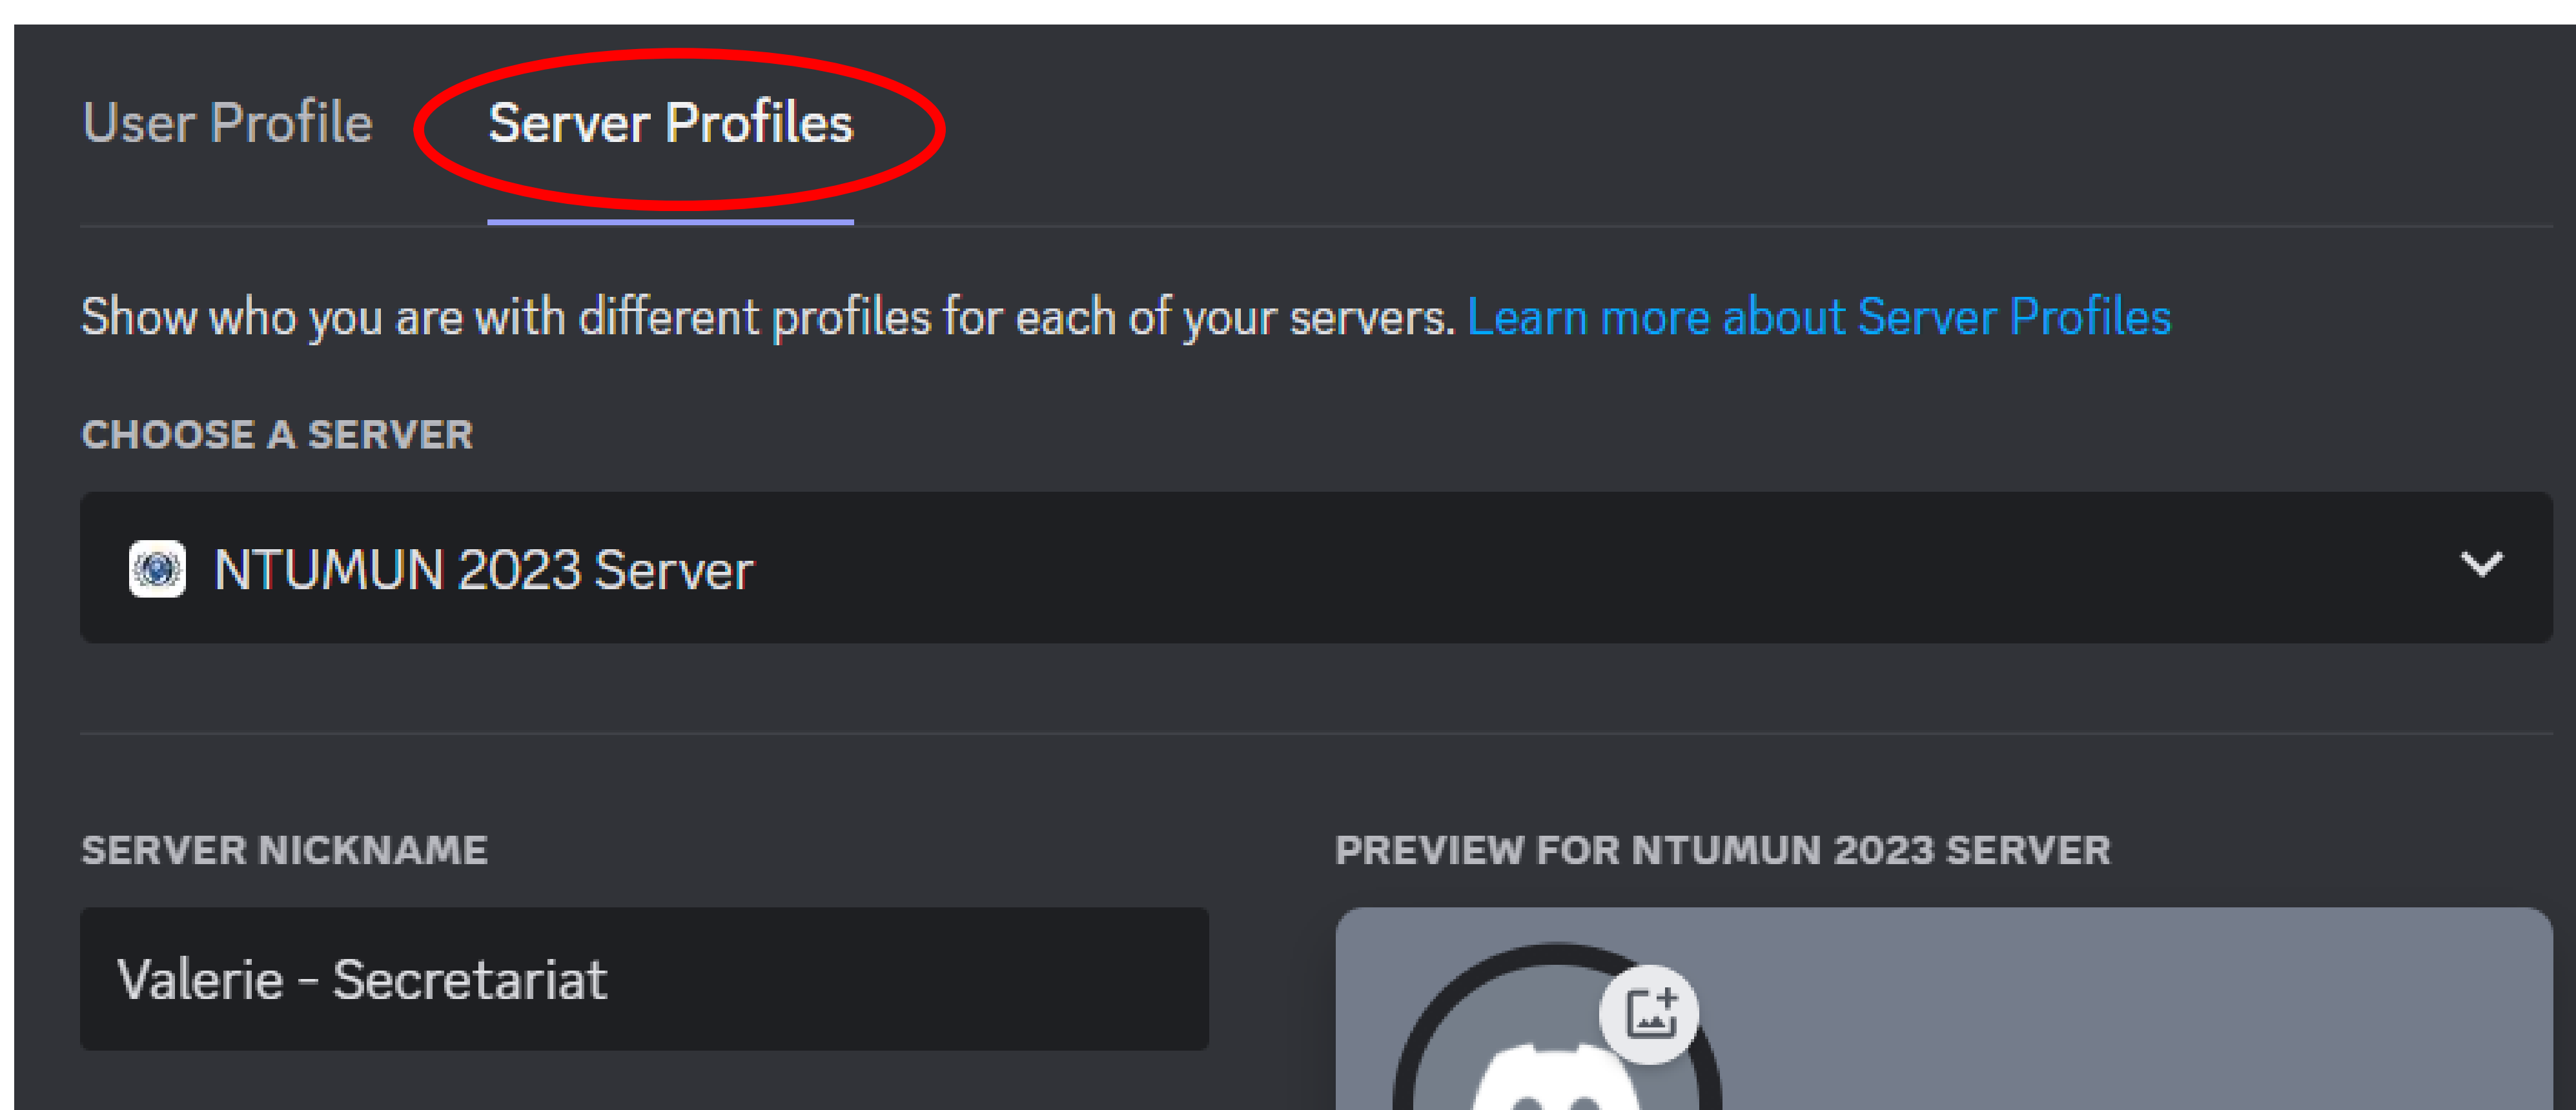 User Profile Server Profiles
Show who you are with different profiles for each of your servers. Learn more about Server Profiles
CHOOSE A SERVER
NTUMUN 2023 Server
SERVER NICKNAME
PREVIEW FOR NTUMUN 2023 SERVER
Valerie - Secretariat